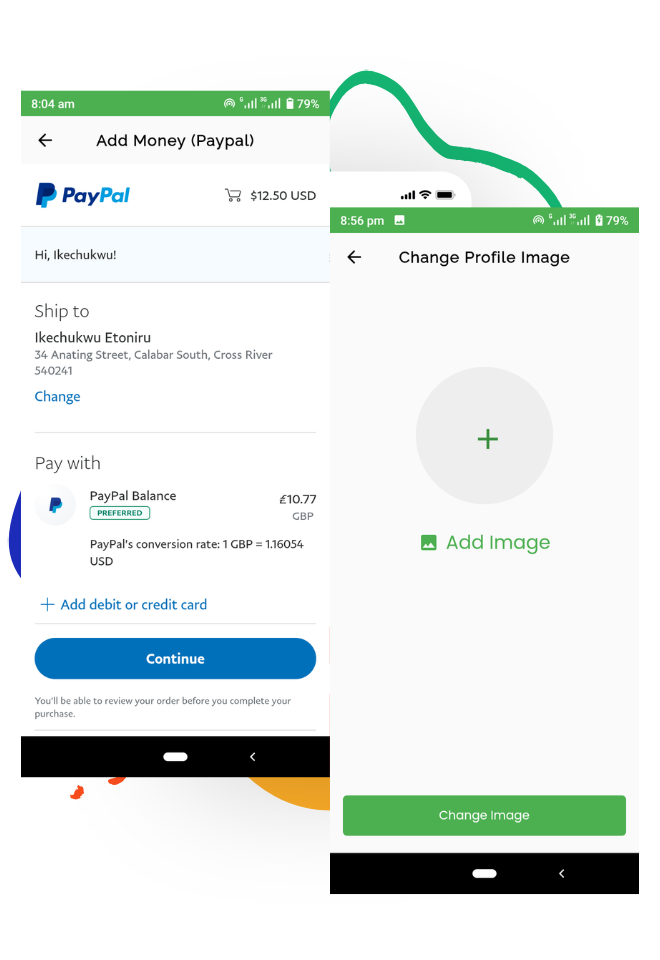 8:04 am
G 3G 79%
Add Money (Paypal)
PayPal
$12.50 USD
Hi, Ikechukwu!
Ship to
Ikechukwu Etoniru
34 Anating Street, Calabar South, Cross River
540241
Change
Pay with
PayPal Balance
£10.77
PREFERRED
GBP
PayPal's conversion rate: 1 GBP = 1.16054
USD
+ Add debit or credit card
Continue
You'll be able to review your order before you complete your
purchase.
8:56 pm
G 3G 79%
Change Profile Image
+
Add Image
Change Image